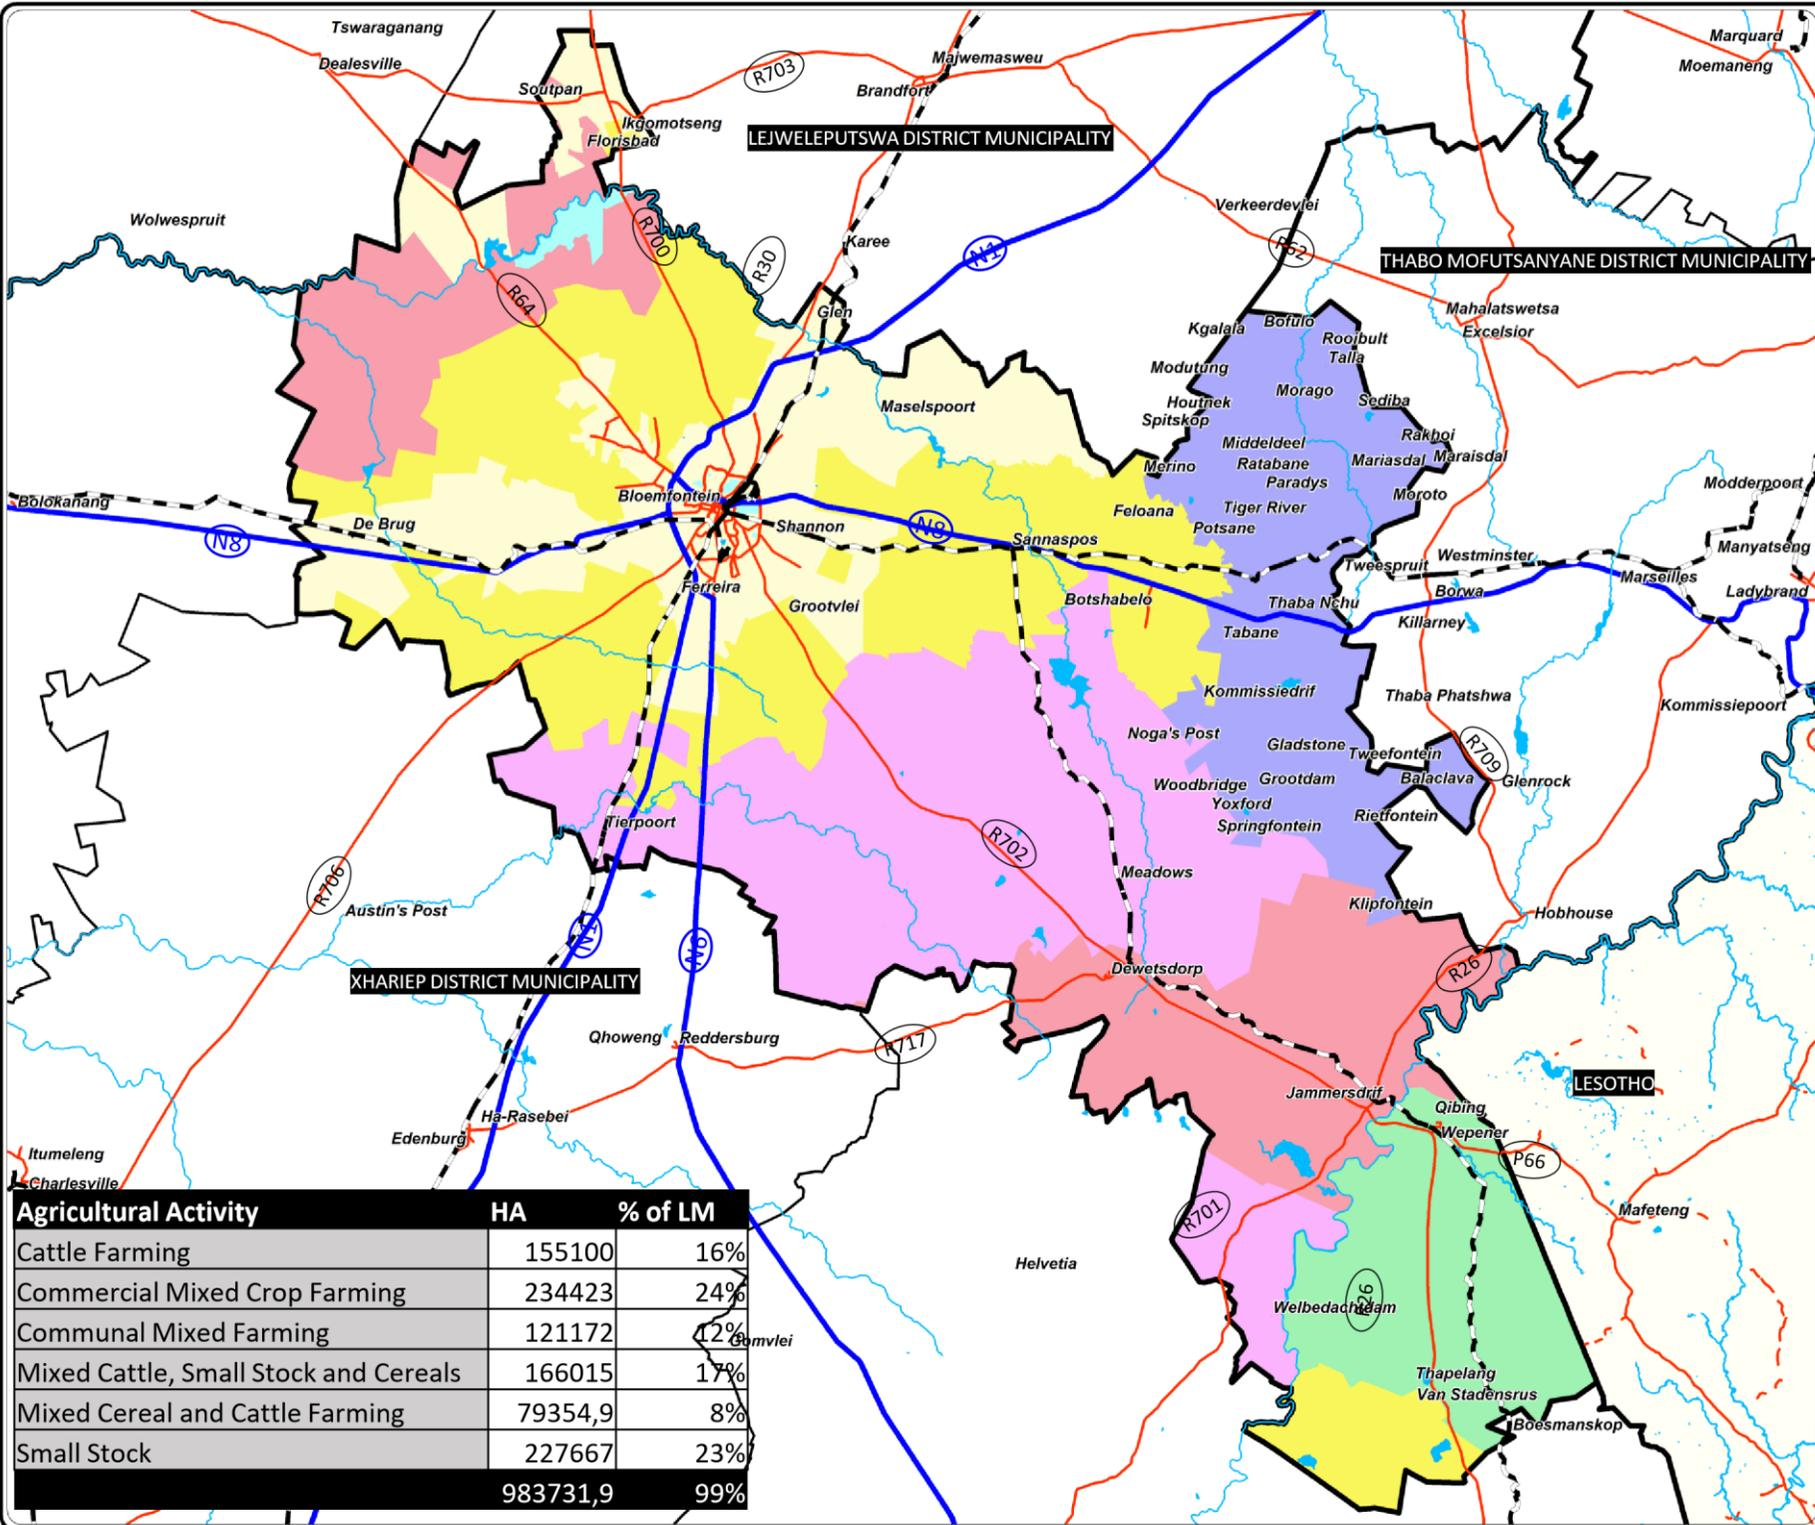 Tswaraganang
Dealesville
Soutpan
Ikgomotseng
Florisbad
R703
Majwemasweu
Brandfort
LEJWELEPUTSWA DISTRICT MUNICIPALITY
Marquard
Moemaneng
Wolwespruit
R700
R30
Karee
N1
Verkeerdevlei
R62
THABO MOFUTSANYANE DISTRICT MUNICIPALITY
R64
Glen
Kgalala
Bofulo
Rooibult
Talla
Mahalatswetsa
Excelsior
Modutung
Morago
Houtnek
Spitskop
Sediba
Maselspoort
Middeldeel
Rakhoi
Merino
Ratabane
Mariasdal
Maraisdal
Paradys
Bolokanang
Bloemfontein
Moroto
Modderpoort
Feloana
Tiger River
De Brug
Shannon
N8
Potsane
N8
Sannaspos
Manyatseng
Westminster
Tweespruit
Marseilles
Ferreira
Grootvlei
Botshabelo
Thaba Nchu
Borwa
Ladybrand
Killarney
Tabane
Kommissiedrif
Thaba Phatshwa
Kommissiepoort
Noga's Post
Gladstone
Tweefontein
R709
Woodbridge
Grootdam
Balaclava
Glenrock
Yoxford
Tierpoort
Springfontein
Rietfontein
R702
Meadows
R706
Austin's Post
Klipfontein
Hobhouse
N1
N6
XHARIEP DISTRICT MUNICIPALITY
Dewetsdorp
R26
Qhoweng
Reddersburg
R717
LESOTHO
Jammersdrif
Qibing
Ha-Rasebei
Edenburg
Wepener
Itumeleng
P66
Charlesville
R701
Mafeteng
Helvetia
Welbedachtdam
R26
Gomvlei
Thapelang
Van Stadensrus
Boesmanskop
Agricultural Activity HA % of LM
Cattle Farming 155100 16%
Commercial Mixed Crop Farming 234423 24%
Communal Mixed Farming 121172 12%
Mixed Cattle, Small Stock and Cereals 166015 17%
Mixed Cereal and Cattle Farming 79354,9 8%
Small Stock 227667 23%
983731,9 99%